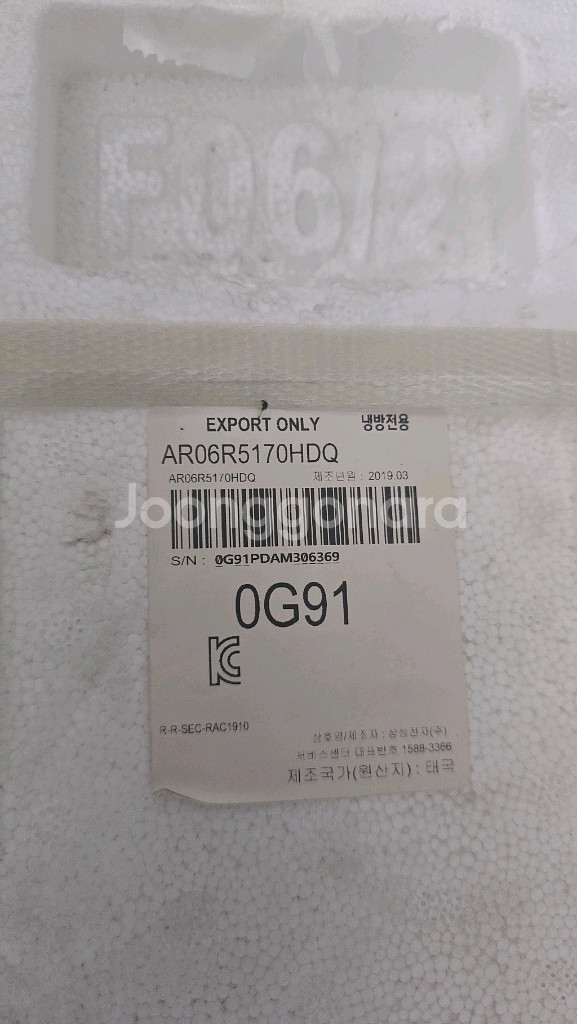 F06/2
EXPORT ONLY 냉방전용
AR06R5170HDQ
AR06R5170HDQ 제조년월 : 2019.03
Joonggonara
S/N : 0G91PDAM306369
0G91
R-R-SEC-RAC1910
상호명/제조자 : 삼성전자(주)
서비스센터 대표번호 1588-3366
제조국가(원산지) : 태국